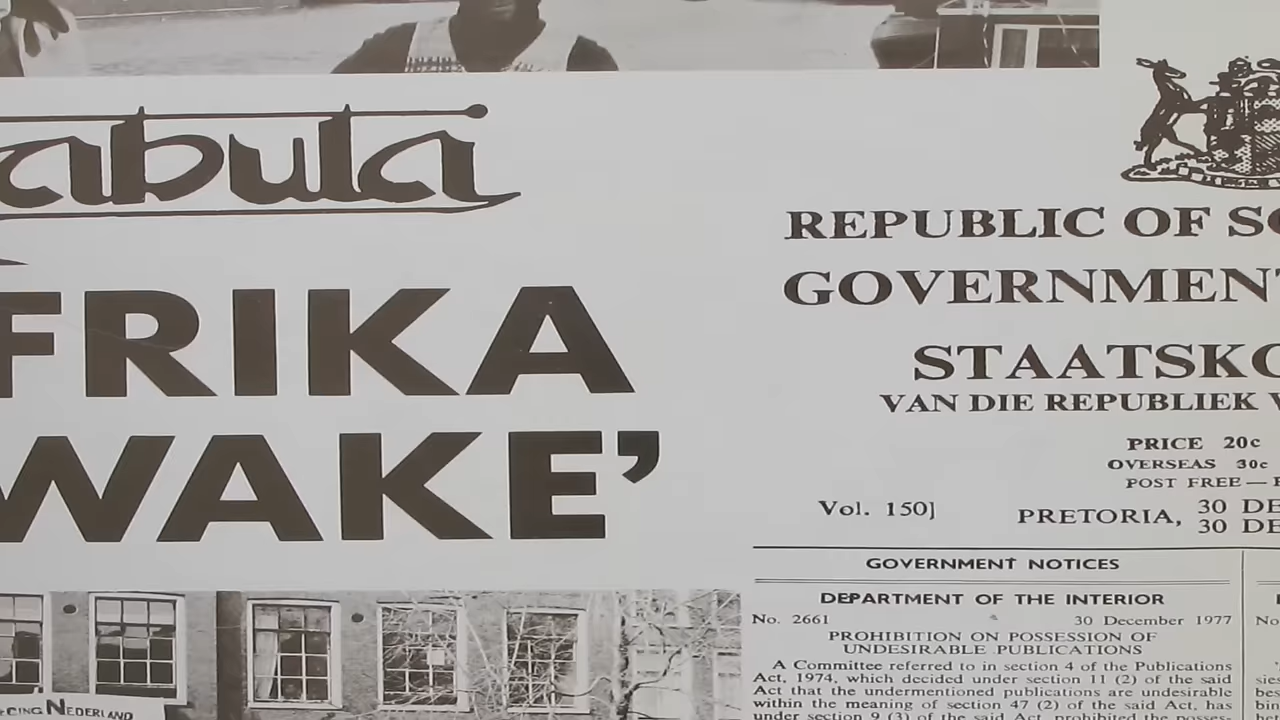 abula
FRIKA
WAKE’
CING NEDERLAND
REPUBLIC OF S
GOVERNMENT
STAATSKO
VAN DIE REPUBLIEK V
PRICE 20c
OVERSEAS 30c
POST FREE —
Vol. 150]
PRETORIA,
30 DE
30 DE
GOVERNMENT NOTICES
DEPARTMENT OF THE INTERIOR
No. 2661 30 December 1977
PROHIBITION ON POSSESSION OF
UNDESIRABLE PUBLICATIONS
A Committee referred to in section 4 of the Publications
Act, 1974, which decided under section 11 (2) of the said
Act that the undermentioned publications are undesirable
within the meaning of section 47 (2) of the said Act, has
under section 9 (3) of the said Act, prohibited the
No